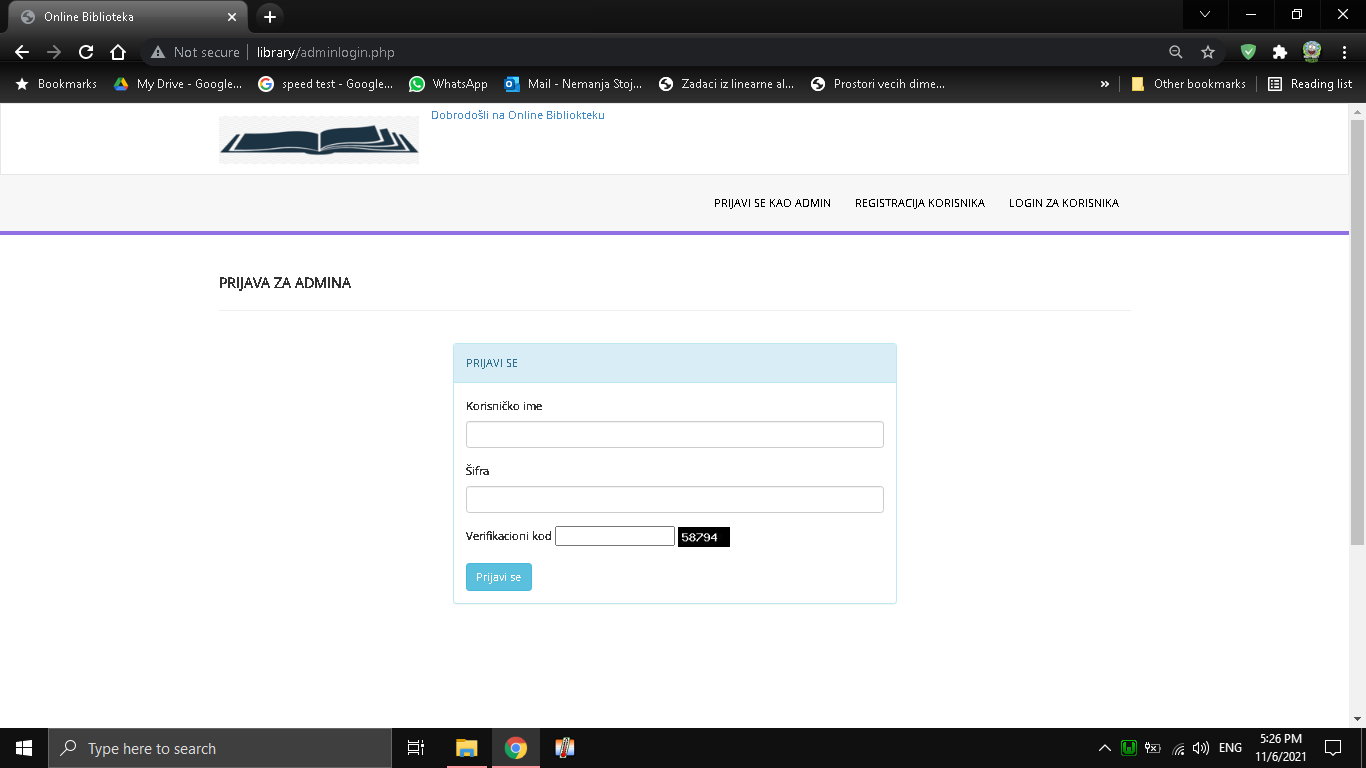 Online Biblioteka
Not secure library/adminlogin.php
Bookmarks My Drive - Google... speed test - Google... WhatsApp Mail - Nemanja Stoj... Zadaci iz linearne al... Prostori vecih dime... » Other bookmarks Reading list
Dobrodošli na Online Bibliokteku
PRIJAVI SE KAO ADMIN REGISTRACIJA KORISNIKA LOGIN ZA KORISNIKA
PRIJAVA ZA ADMINA
PRIJAVI SE
Korisničko ime
Šifra
Verifikacioni kod 58794
Prijavi se
Type here to search
ENG
5:26 PM
11/6/2021